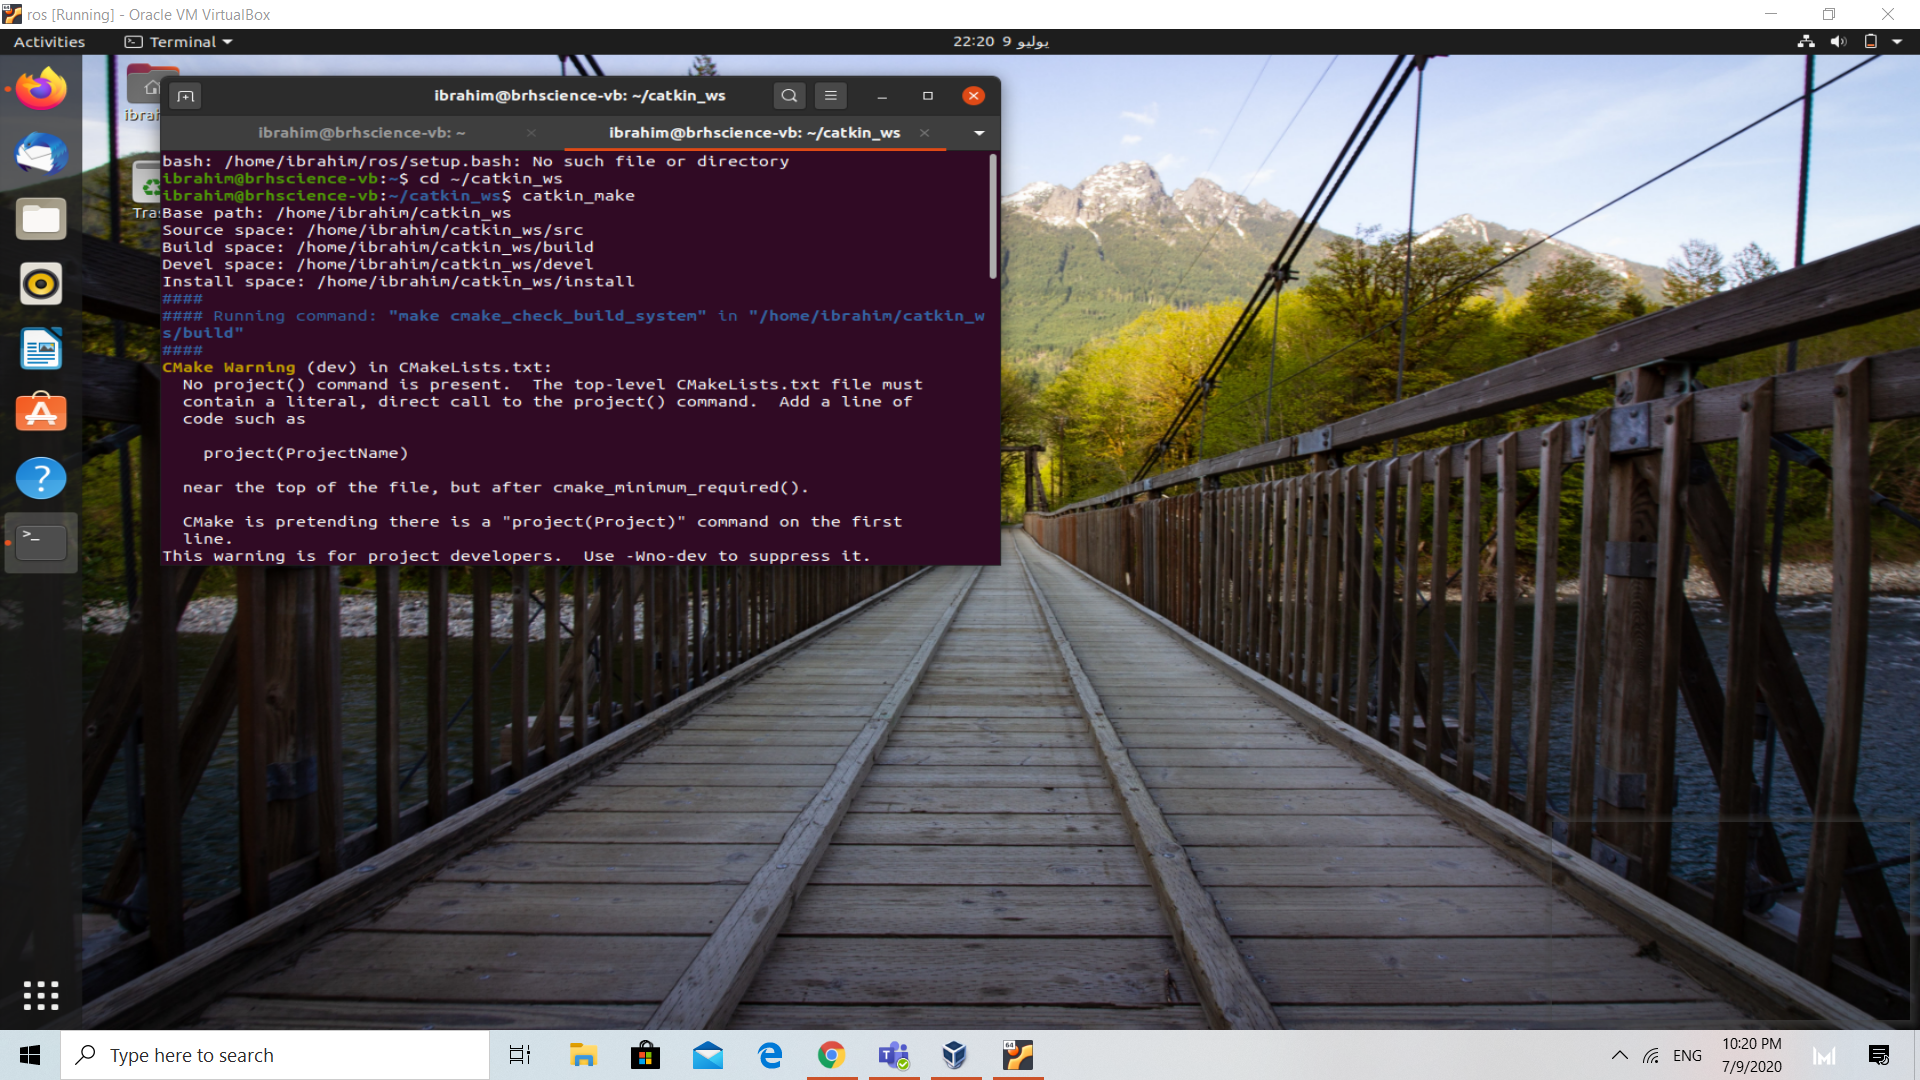 ros [Running] - Oracle VM VirtualBox
Activities
Terminal
22:20 9 يوليو
ibrahim@brhscience-vb: ~/catkin_ws
ibrahim@brhscience-vb: ~
ibrahim@brhscience-vb: ~/catkin_ws
bash: /home/ibrahim/ros/setup.bash: No such file or directory
ibrahim@brhscience-vb:~$ cd ~/catkin_ws
ibrahim@brhscience-vb:~/catkin_ws$ catkin_make
Base path: /home/ibrahim/catkin_ws
Source space: /home/ibrahim/catkin_ws/src
Build space: /home/ibrahim/catkin_ws/build
Devel space: /home/ibrahim/catkin_ws/devel
Install space: /home/ibrahim/catkin_ws/install
####
#### Running command: "make cmake_check_build_system" in "/home/ibrahim/catkin_w
s/build"
####
CMake Warning (dev) in CMakeLists.txt:
No project() command is present.  The top-level CMakeLists.txt file must
contain a literal, direct call to the project() command.  Add a line of
code such as
project(ProjectName)
near the top of the file, but after cmake_minimum_required().
CMake is pretending there is a "project(Project)" command on the first
line.
This warning is for project developers.  Use -Wno-dev to suppress it.
ibrai
Tra
Type here to search
ENG
10:20 PM
7/9/2020